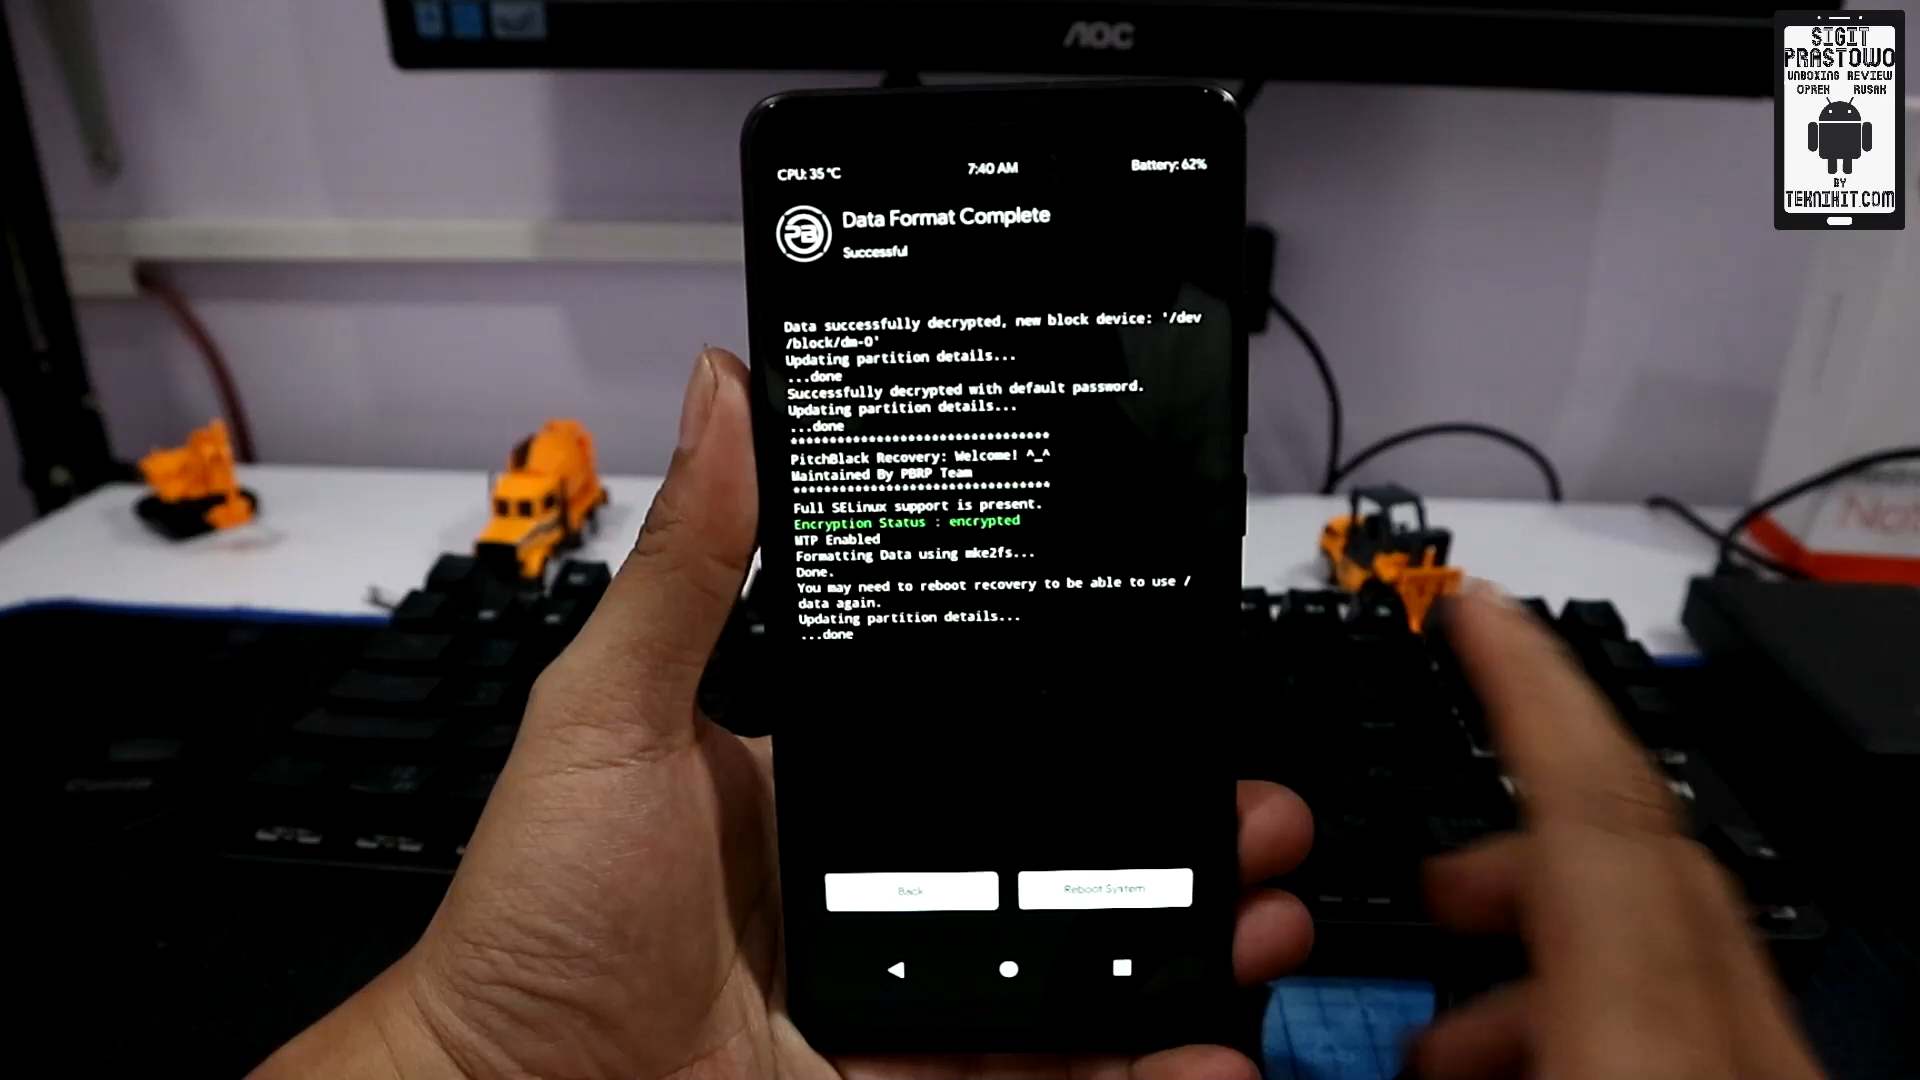 AOC
SIGIT
PRASTOWO
UNBOXING REVIEW
OPREK RUSAK
BY
TEKNIKIT.COM
CPU: 35 °C
7:40 AM
Battery: 62%
Data Format Complete
Successful
Data successfully decrypted, new block device: '/dev
/block/dm-0'
Updating partition details...
...done
Successfully decrypted with default password.
Updating partition details...
...done
**********************************
PitchBlack Recovery: Welcome! ^_^
Maintained By PBRP Team
**********************************
Full SELinux support is present.
Encryption Status : encrypted
MTP Enabled
Formatting Data using mke2fs...
Done.
You may need to reboot recovery to be able to use /
data again.
Updating partition details...
...done
Back
Reboot System